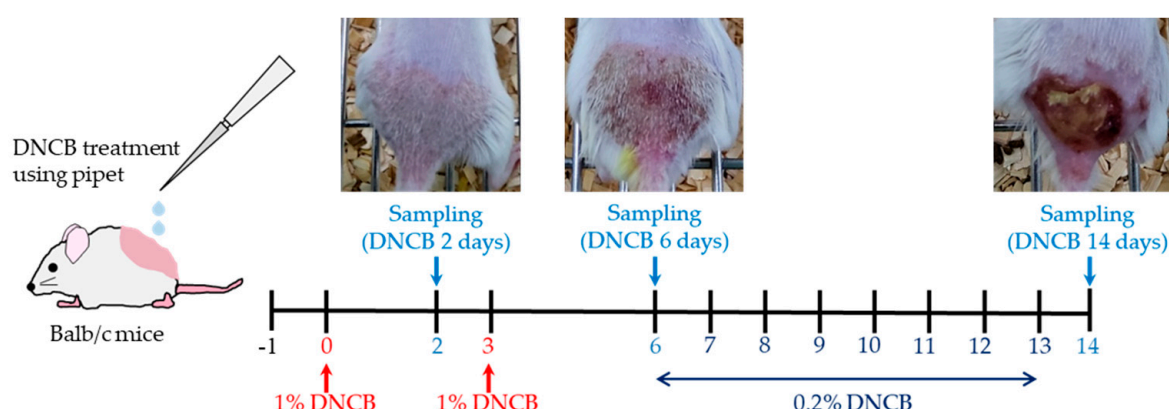 DNCB treatment
using pipet
Balb/c mice
Sampling
(DNCB 2 days)
Sampling
(DNCB 6 days)
Sampling
(DNCB 14 days)
-1 0 2 3 6 7 8 9 10 11 12 13 14
1% DNCB 1% DNCB 0.2% DNCB